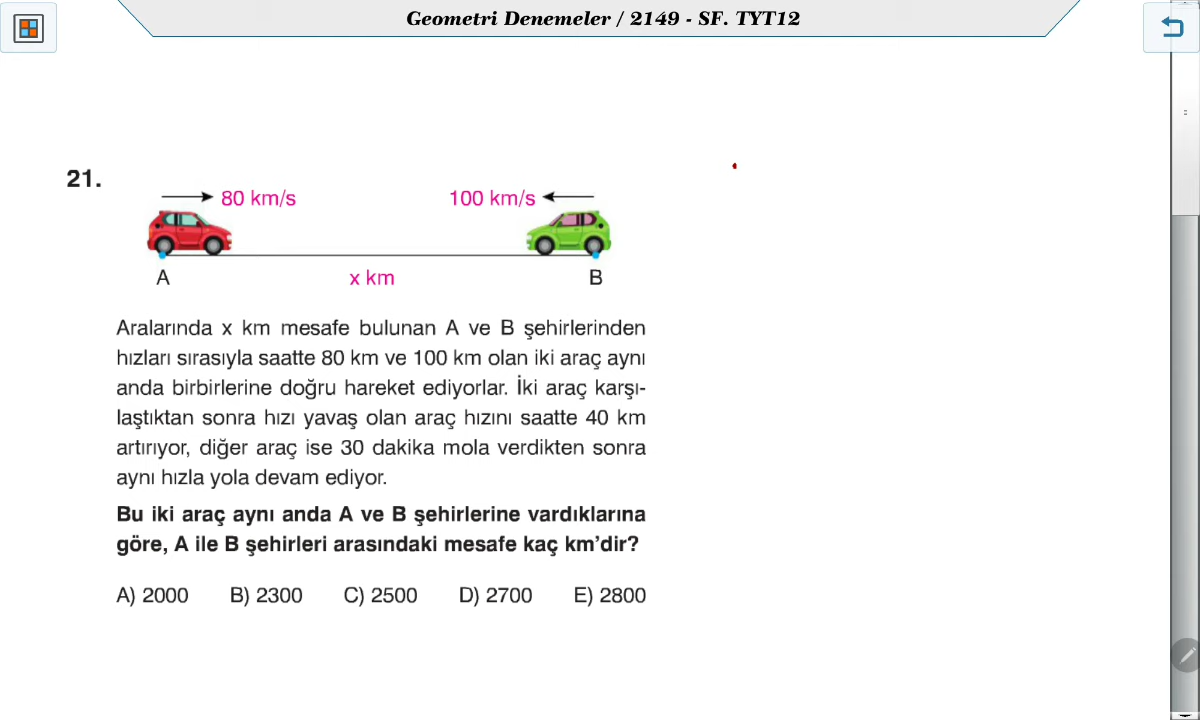 Geometri Denemeler / 2149 - SF. TYT12
21.
80 km/s
100 km/s
A
x km
B
Aralarında x km mesafe bulunan A ve B şehirlerinden
hızları sırasıyla saatte 80 km ve 100 km olan iki araç aynı
anda birbirlerine doğru hareket ediyorlar. İki araç karşı-
laştıktan sonra hızı yavaş olan araç hızını saatte 40 km
artırıyor, diğer araç ise 30 dakika mola verdikten sonra
aynı hızla yola devam ediyor.
Bu iki araç aynı anda A ve B şehirlerine vardıklarına
göre, A ile B şehirleri arasındaki mesafe kaç km'dir?
A) 2000 B) 2300 C) 2500 D) 2700 E) 2800